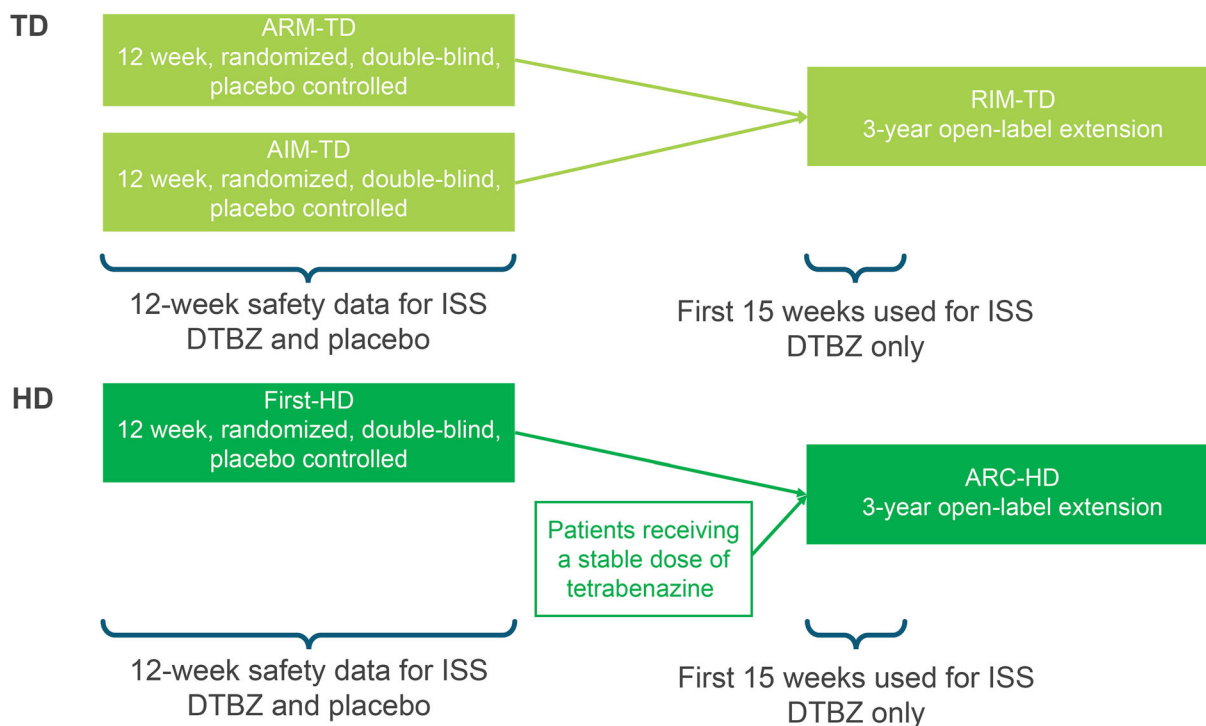 TD
ARM-TD
12 week, randomized, double-blind,
placebo controlled
AIM-TD
12 week, randomized, double-blind,
placebo controlled
RIM-TD
3-year open-label extension
12-week safety data for ISS
DTBZ and placebo
First 15 weeks used for ISS
DTBZ only
HD
First-HD
12 week, randomized, double-blind,
placebo controlled
Patients receiving
a stable dose of
tetrabenazine
ARC-HD
3-year open-label extension
12-week safety data for ISS
DTBZ and placebo
First 15 weeks used for ISS
DTBZ only